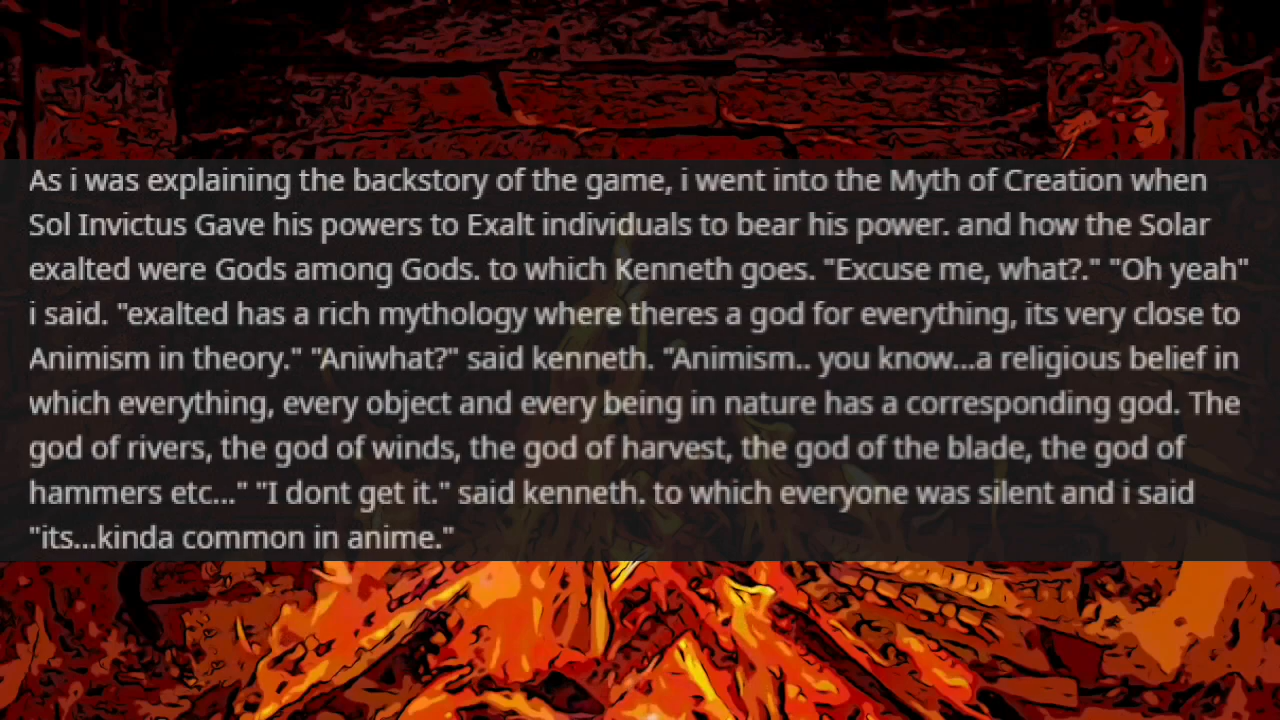 As i was explaining the backstory of the game, i went into the Myth of Creation when
Sol Invictus Gave his powers to Exalt individuals to bear his power. and how the Solar
exalted were Gods among Gods. to which Kenneth goes. "Excuse me, what?." "Oh yeah"
i said. "exalted has a rich mythology where theres a god for everything, its very close to
Animism in theory." "Aniwhat?" said kenneth. "Animism.. you know...a religious belief in
which everything, every object and every being in nature has a corresponding god. The
god of rivers, the god of winds, the god of harvest, the god of the blade, the god of
hammers etc..." "I dont get it." said kenneth. to which everyone was silent and i said
"its...kinda common in anime."